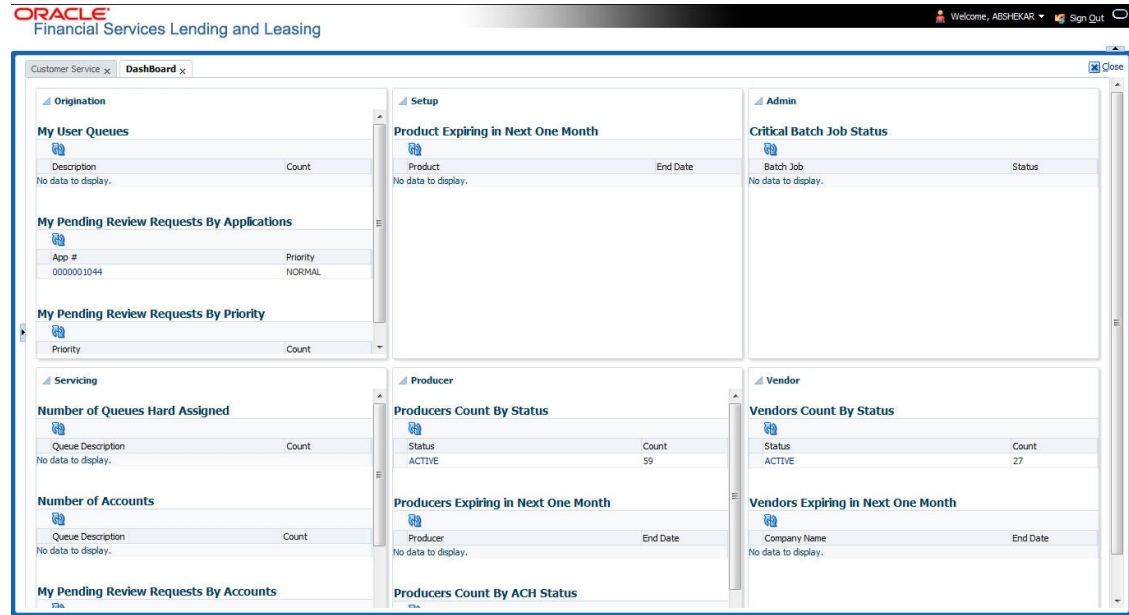 ORACLE
Financial Services Lending and Leasing
Welcome, ABSHEKAR
Sign Out
Customer Service
DashBoard
Close
Origination
My User Queues
Description Count
No data to display.
My Pending Review Requests By Applications
App # Priority
0000001044 NORMAL
My Pending Review Requests By Priority
Priority Count
Setup
Product Expiring in Next One Month
Product End Date
No data to display.
Admin
Critical Batch Job Status
Batch Job Status
No data to display.
Servicing
Number of Queues Hard Assigned
Queue Description Count
No data to display.
Number of Accounts
Queue Description Count
No data to display.
My Pending Review Requests By Accounts
Producer
Producers Count By Status
Status Count
ACTIVE 59
Producers Expiring in Next One Month
Producer End Date
No data to display.
Producers Count By ACH Status
Vendor
Vendors Count By Status
Status Count
ACTIVE 27
Vendors Expiring in Next One Month
Company Name End Date
No data to display.